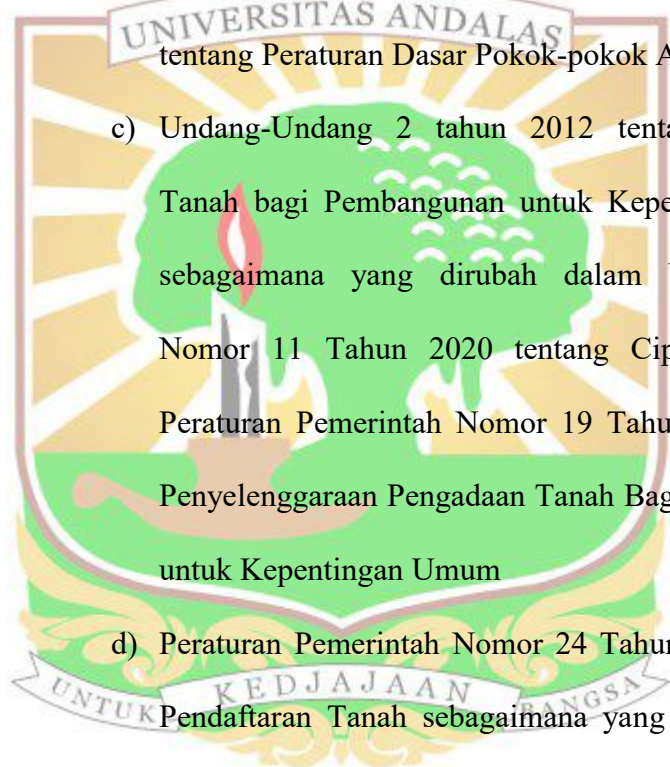 UNIVERSITAS ANDALAS
tentang Peraturan Dasar Pokok-pokok A
c) Undang-Undang 2 tahun 2012 tenta
Tanah bagi Pembangunan untuk Kepe
sebagaimana yang dirubah dalam
Nomor 11 Tahun 2020 tentang Cip
Peraturan Pemerintah Nomor 19 Tahu
Penyelenggaraan Pengadaan Tanah Bag
untuk Kepentingan Umum
d) Peraturan Pemerintah Nomor 24 Tahun
UNTUK KEDJAJAAN BANGSA
Pendaftaran Tanah sebagaimana yang